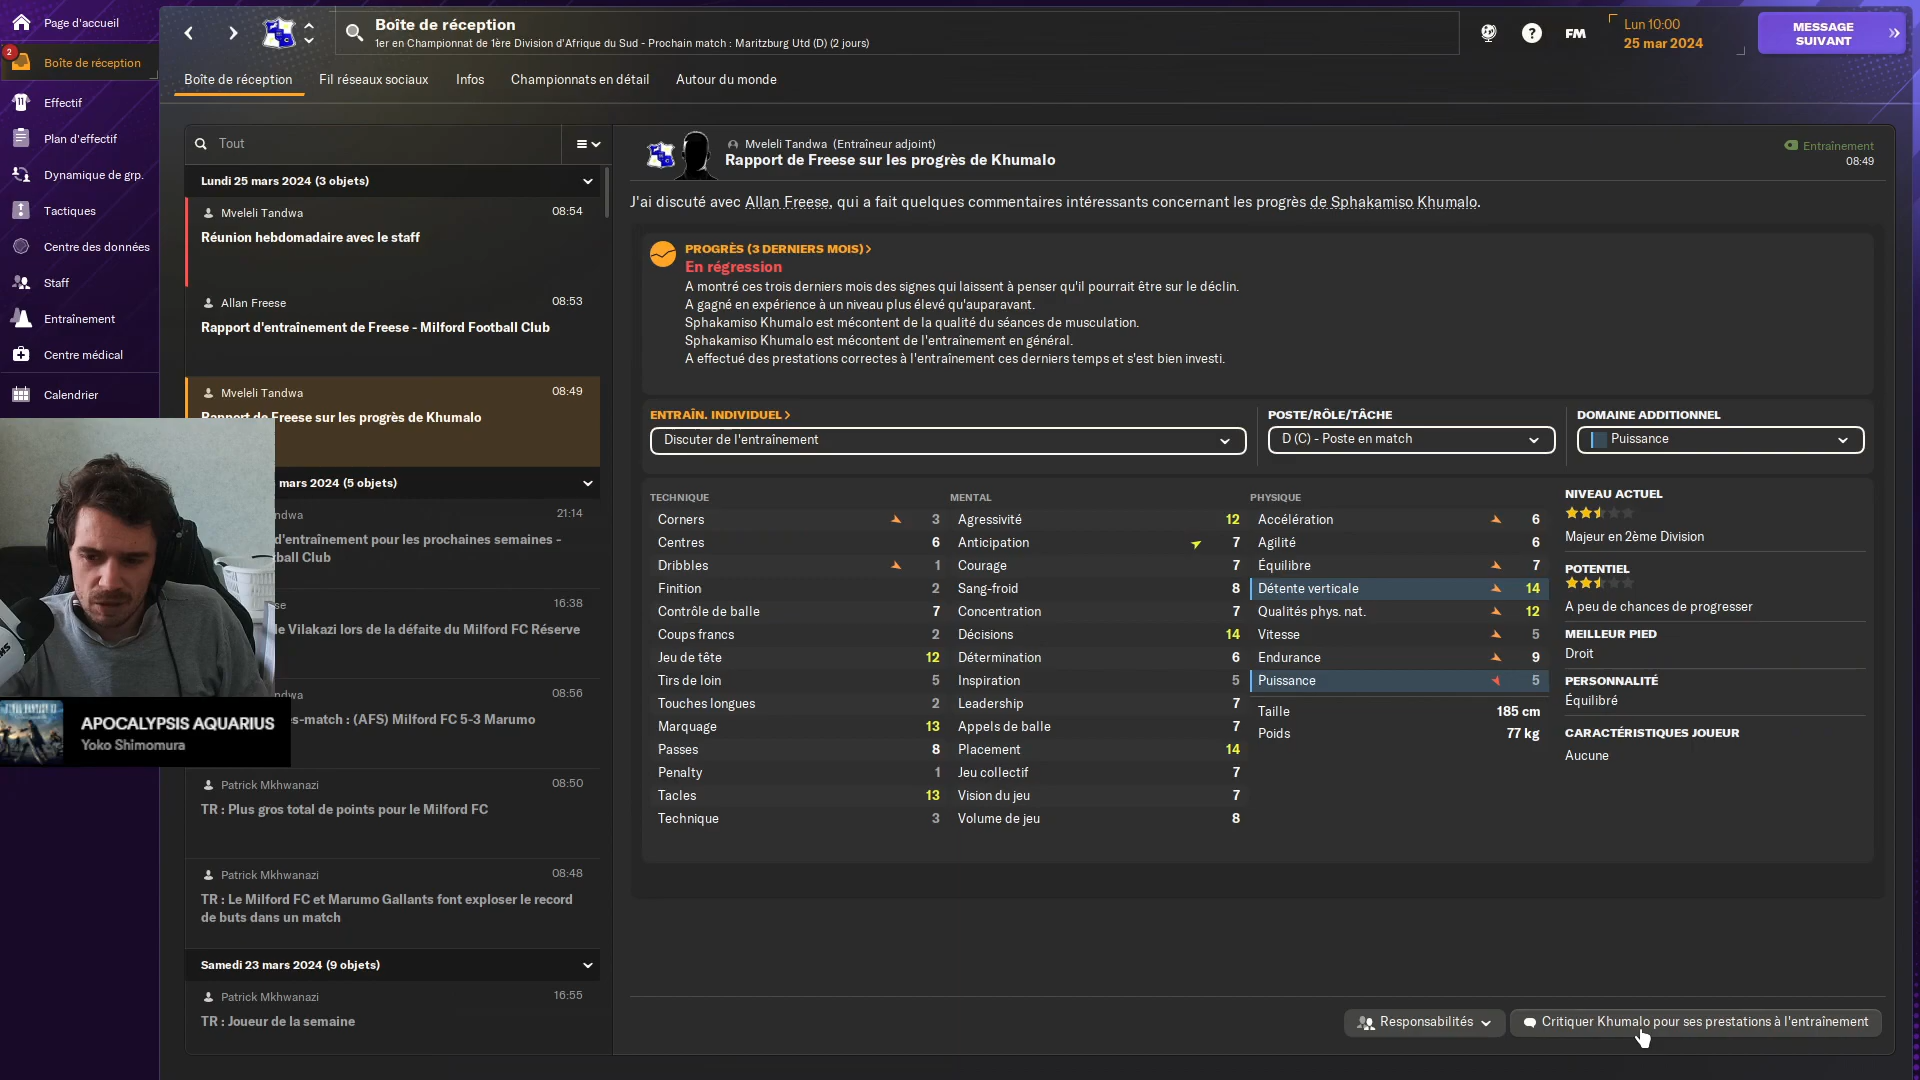 Page d'accueil
2
Boîte de réception
Effectif
Plan d'effectif
Dynamique de grp.
Tactiques
Centre des données
Staff
Entraînement
Centre médical
Calendrier
Boîte de réception
1er en Championnat de 1ère Division d'Afrique du Sud - Prochain match : Maritzburg Utd (D) (2 jours)
FM
Lun 10:00
25 mar 2024
MESSAGE
SUIVANT
Boîte de réception
Fil réseaux sociaux
Infos
Championnats en détail
Autour du monde
Tout
Lundi 25 mars 2024 (3 objets)
Mveleli Tandwa 08:54
Réunion hebdomadaire avec le staff
Allan Freese 08:53
Rapport d'entraînement de Freese - Milford Football Club
Mveleli Tandwa 08:49
Rapport de Freese sur les progrès de Khumalo
mars 2024 (5 objets)
ndwa 21:14
d'entraînement pour les prochaines semaines -
ball Club
se 16:38
le Vilakazi lors de la défaite du Milford FC Réserve
ndwa 08:56
ès-match : (AFS) Milford FC 5-3 Marumo
Patrick Mkhwanazi 08:50
TR : Plus gros total de points pour le Milford FC
Patrick Mkhwanazi 08:48
TR : Le Milford FC et Marumo Gallants font exploser le record
de buts dans un match
Samedi 23 mars 2024 (9 objets)
Patrick Mkhwanazi 16:55
TR : Joueur de la semaine
APOCALYPSIS AQUARIUS
Yoko Shimomura
Mveleli Tandwa (Entraîneur adjoint)
Rapport de Freese sur les progrès de Khumalo
Entraînement
08:49
J'ai discuté avec Allan Freese, qui a fait quelques commentaires intéressants concernant les progrès de Sphakamiso Khumalo.
PROGRÈS (3 DERNIERS MOIS)
En régression
A montré ces trois derniers mois des signes qui laissent à penser qu'il pourrait être sur le déclin.
A gagné en expérience à un niveau plus élevé qu'auparavant.
Sphakamiso Khumalo est mécontent de la qualité du séances de musculation.
Sphakamiso Khumalo est mécontent de l'entraînement en général.
A effectué des prestations correctes à l'entraînement ces derniers temps et s'est bien investi.
ENTRAÎN. INDIVIDUEL
Discuter de l'entraînement
POSTE/RÔLE/TÂCHE
D (C) - Poste en match
DOMAINE ADDITIONNEL
Puissance
TECHNIQUE
Corners 3
Centres 6
Dribbles 1
Finition 2
Contrôle de balle 7
Coups francs 2
Jeu de tête 12
Tirs de loin 5
Touches longues 2
Marquage 13
Passes 8
Penalty 1
Tacles 13
Technique 3
MENTAL
Agressivité 12
Anticipation 7
Courage 7
Sang-froid 8
Concentration 7
Décisions 14
Détermination 6
Inspiration 5
Leadership 7
Appels de balle 7
Placement 14
Jeu collectif 7
Vision du jeu 7
Volume de jeu 8
PHYSIQUE
Accélération 6
Agilité 6
Équilibre 7
Détente verticale 14
Qualités phys. nat. 12
Vitesse 5
Endurance 9
Puissance 5
Taille 185 cm
Poids 77 kg
NIVEAU ACTUEL
Majeur en 2ème Division
POTENTIEL
A peu de chances de progresser
MEILLEUR PIED
Droit
PERSONNALITÉ
Équilibré
CARACTÉRISTIQUES JOUEUR
Aucune
Responsabilités
Critiquer Khumalo pour ses prestations à l'entraînement